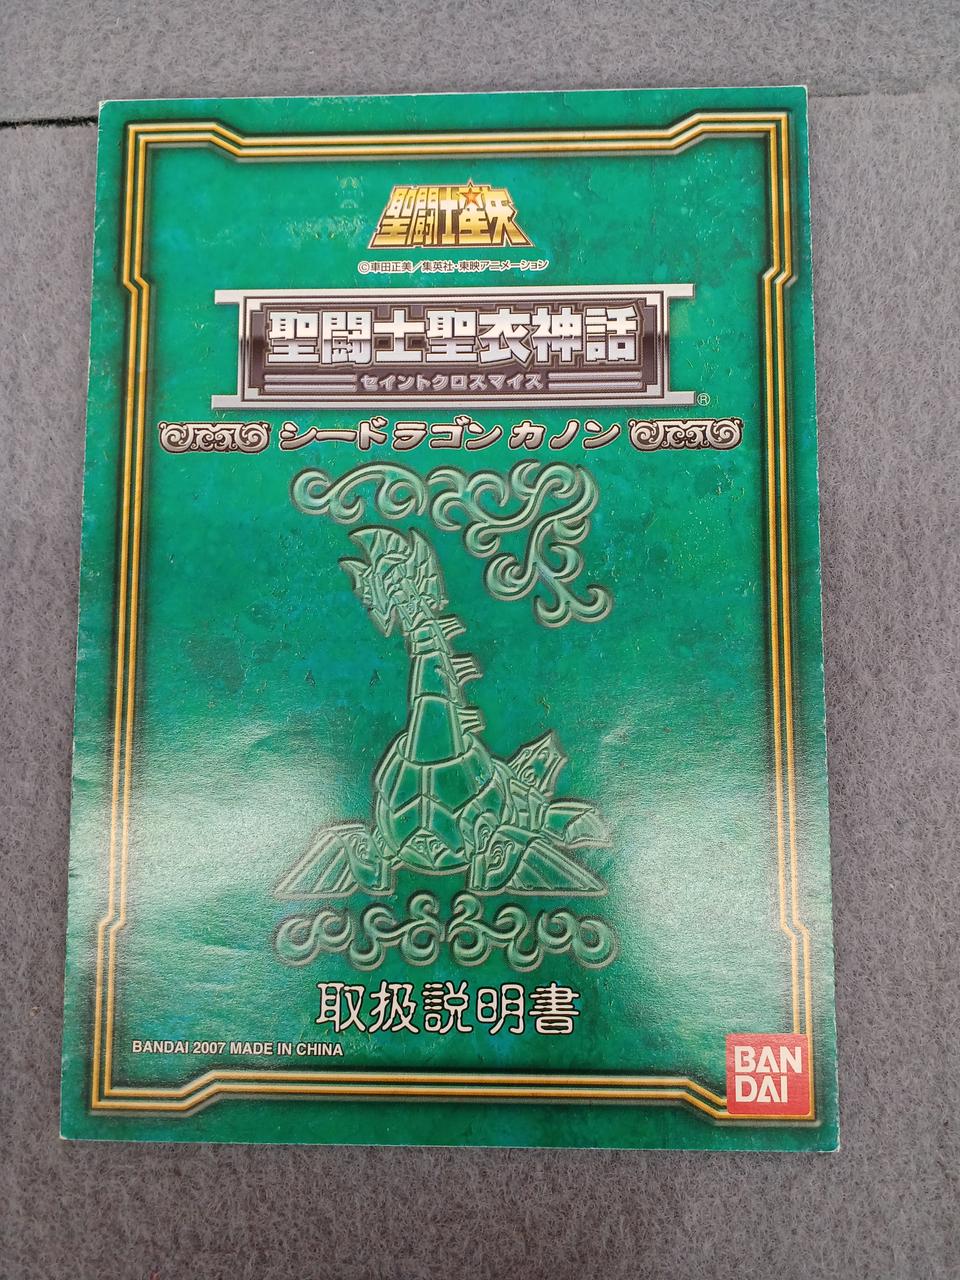 聖闘士星矢
©車田正美／集英社・東映アニメーション
聖闘士聖衣神話
セイントクロスマイス
®
シードラゴン カノン
取扱説明書
BANDAI 2007 MADE IN CHINA
BAN
DAI